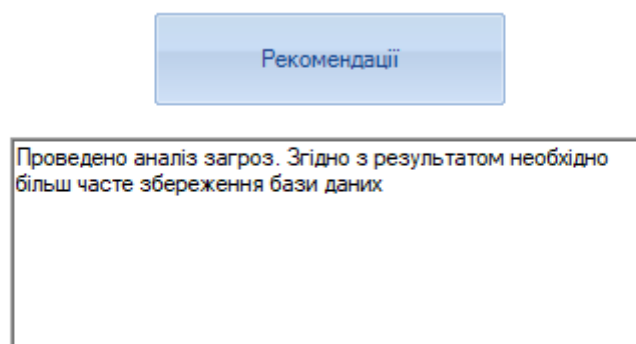 Рекомендації
Проведено аналіз загроз. Згідно з результатом необхідно
більш часте збереження бази даних